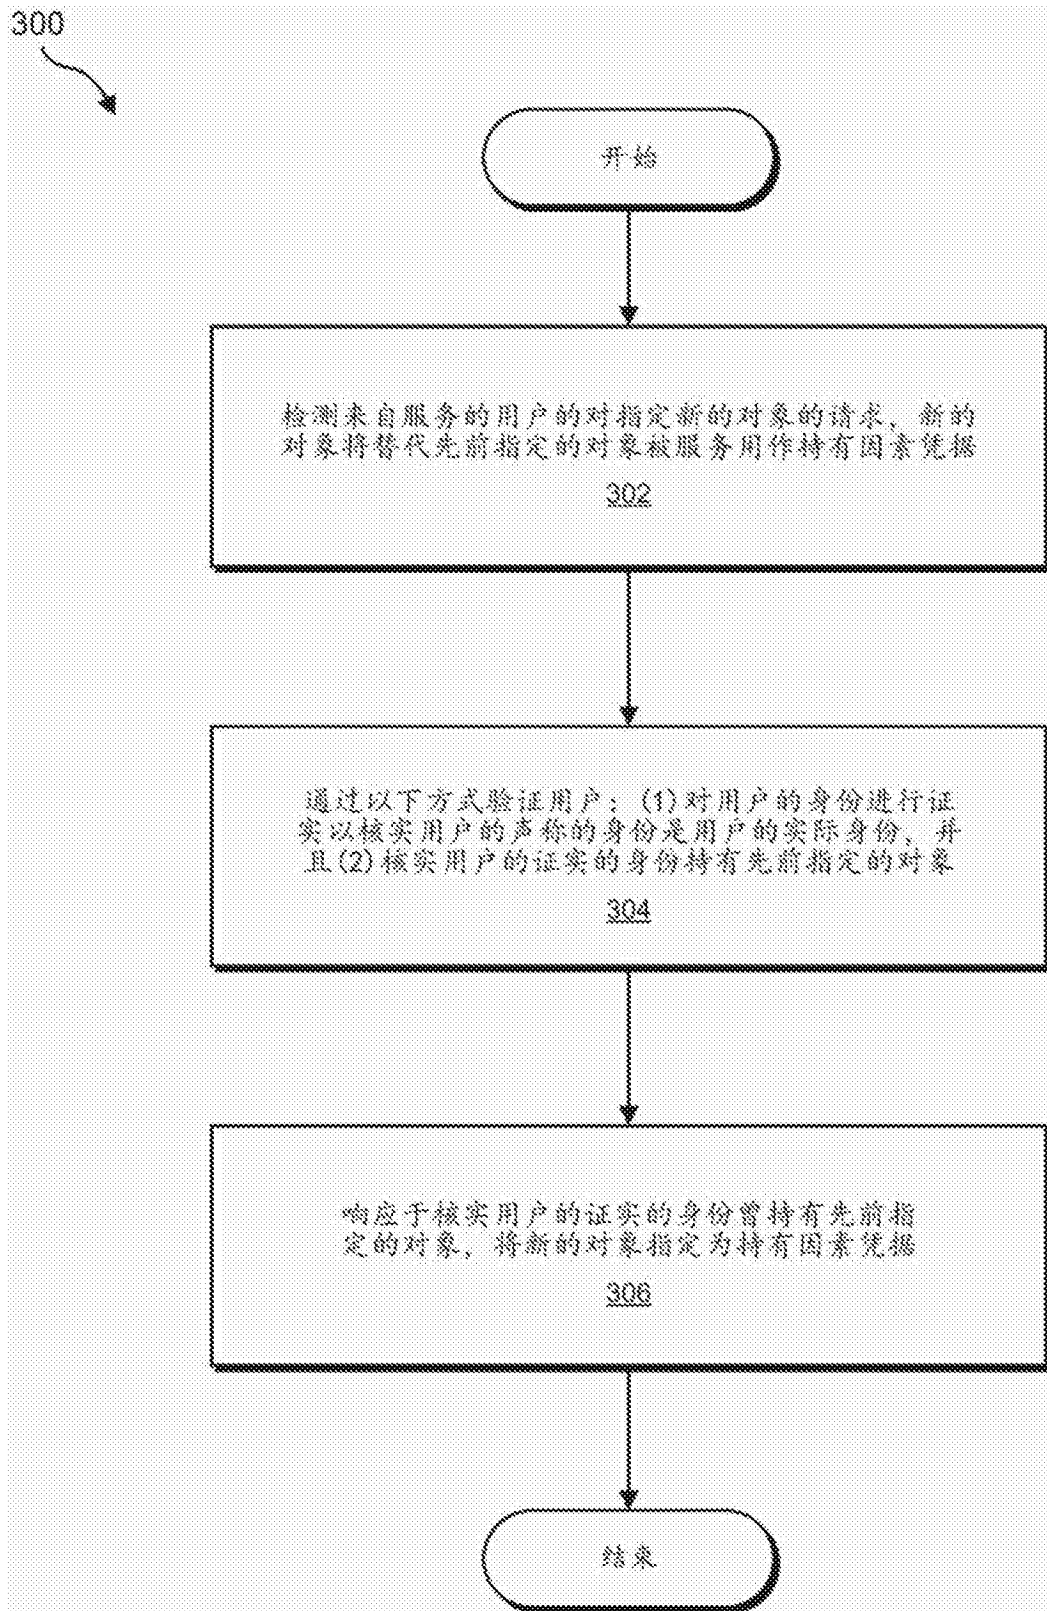 300
开始
检测来自服务的用户的对指定新的对象的请求，新的
对象将替代先前指定的对象被服务用作持有因素凭据
302
通过以下方式验证用户：(1)对用户的身份进行证
实以核实用户的声称的身份是用户的实际身份，并
且(2)核实用户的证实的身份持有先前指定的对象
304
响应于核实用户的证实的身份曾持有先前指
定的对象，将新的对象指定为持有因素凭据
306
结束